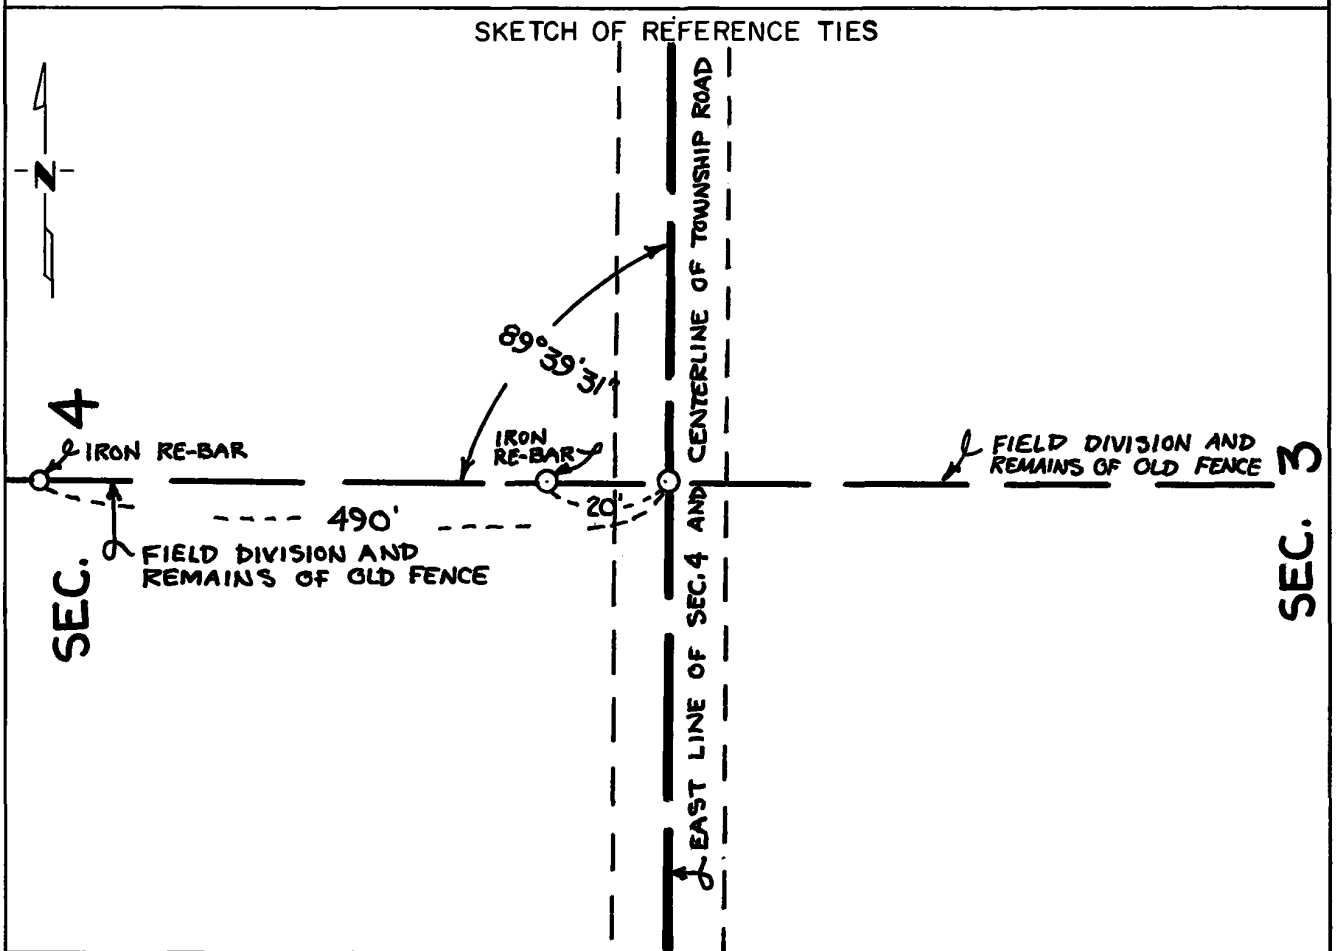 SKETCH OF REFERENCE TIES
N
CENTERLINE OF TOWNSHIP ROAD
EAST LINE OF SEC. 4 AND
89° 39' 31"
SEC. 4
IRON RE-BAR
IRON
RE-BAR
FIELD DIVISION AND
REMAINS OF OLD FENCE
SEC. 3
20'
490'
FIELD DIVISION AND
REMAINS OF OLD FENCE